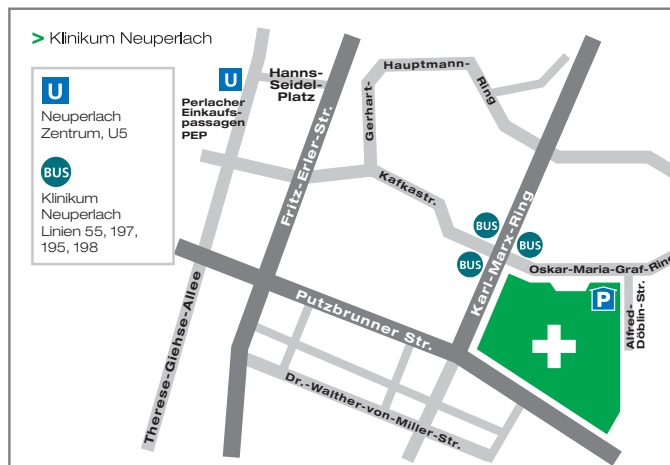 > Klinikum Neuperlach
U
Neuperlach
Zentrum, U5
BUS
Klinikum
Neuperlach
Linien 55, 197,
195, 198
U
Hanns-
Seidel-
Platz
Perlacher
Einkaufs-
passagen
PEP
Fritz-Erler-Str.
Gerhart-
Hauptmann-
Ring
Kafkastr.
BUS
BUS
BUS
Karl-Marx-Ring
Oskar-Maria-Graf-Ring
P
Alfred-
Döblin-Str.
Putzbrunner Str.
Therese-Giehse-Allee
Dr.-Walther-von-Miller-Str.